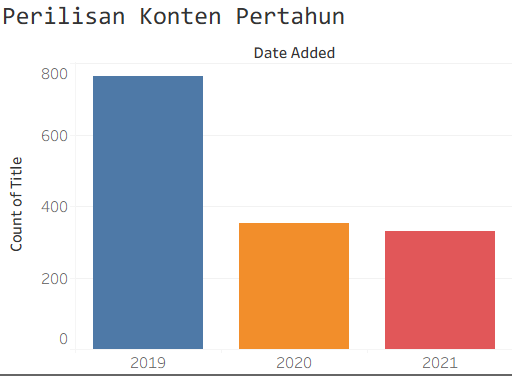 Perilisan Konten Pertahun
Date Added
Count of Title
800
600
400
200
0
2019 2020 2021